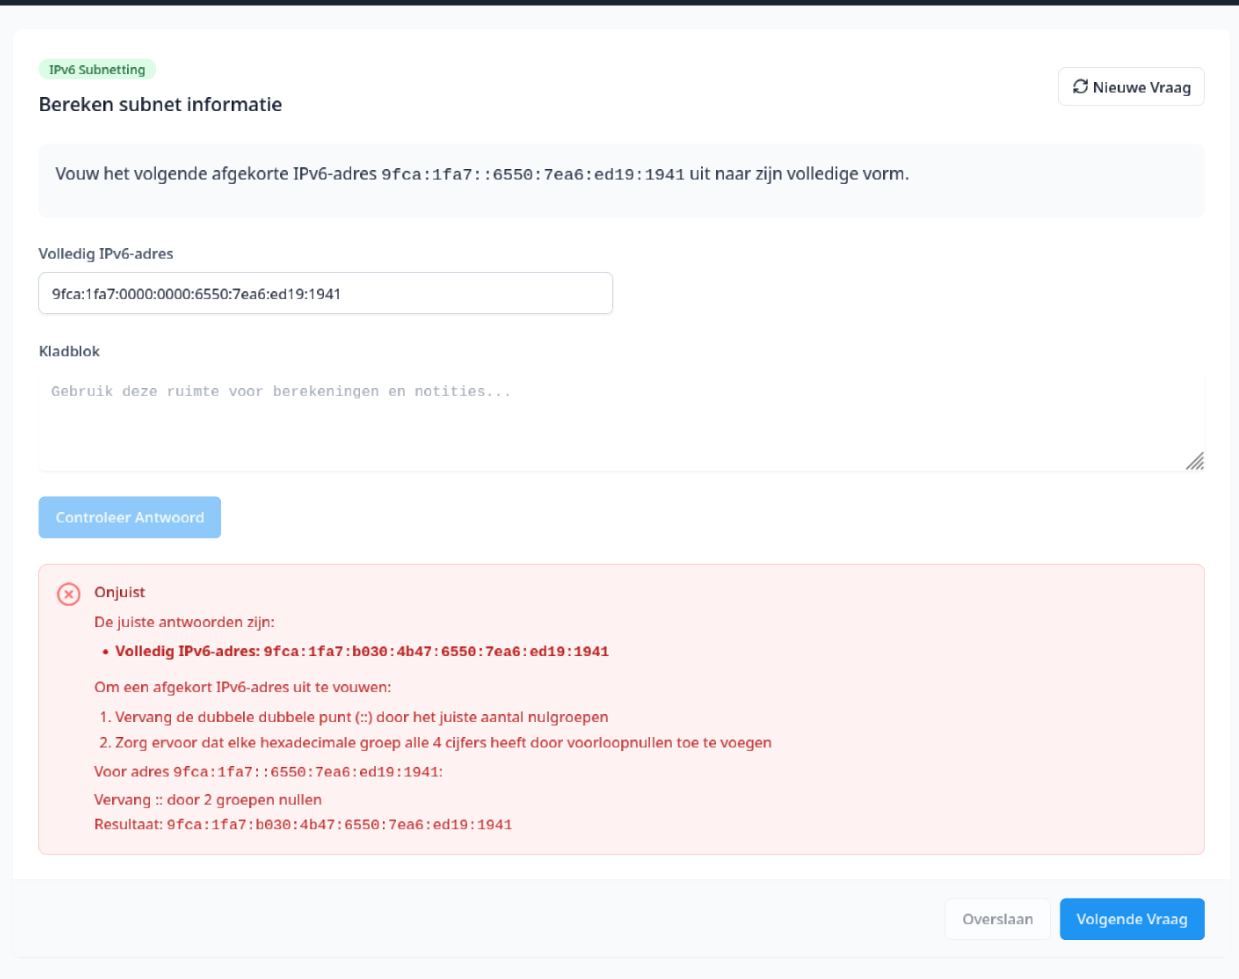 IPv6 Subnetting
Bereken subnet informatie
Nieuwe Vraag
Vouw het volgende afgekorte IPv6-adres 9fca:1fa7::6550:7ea6:ed19:1941 uit naar zijn volledige vorm.
Volledig IPv6-adres
9fca:1fa7:0000:0000:6550:7ea6:ed19:1941
Kladblok
Gebruik deze ruimte voor berekeningen en notities...
Controleer Antwoord
Onjuist
De juiste antwoorden zijn:
• Volledig IPv6-adres: 9fca:1fa7:b030:4b47:6550:7ea6:ed19:1941
Om een afgekort IPv6-adres uit te vouwen:
1. Vervang de dubbele dubbele punt (::) door het juiste aantal nulgroepen
2. Zorg ervoor dat elke hexadecimale groep alle 4 cijfers heeft door voorloopnullen toe te voegen
Voor adres 9fca:1fa7::6550:7ea6:ed19:1941:
Vervang :: door 2 groepen nullen
Resultaat: 9fca:1fa7:b030:4b47:6550:7ea6:ed19:1941
Overslaan
Volgende Vraag